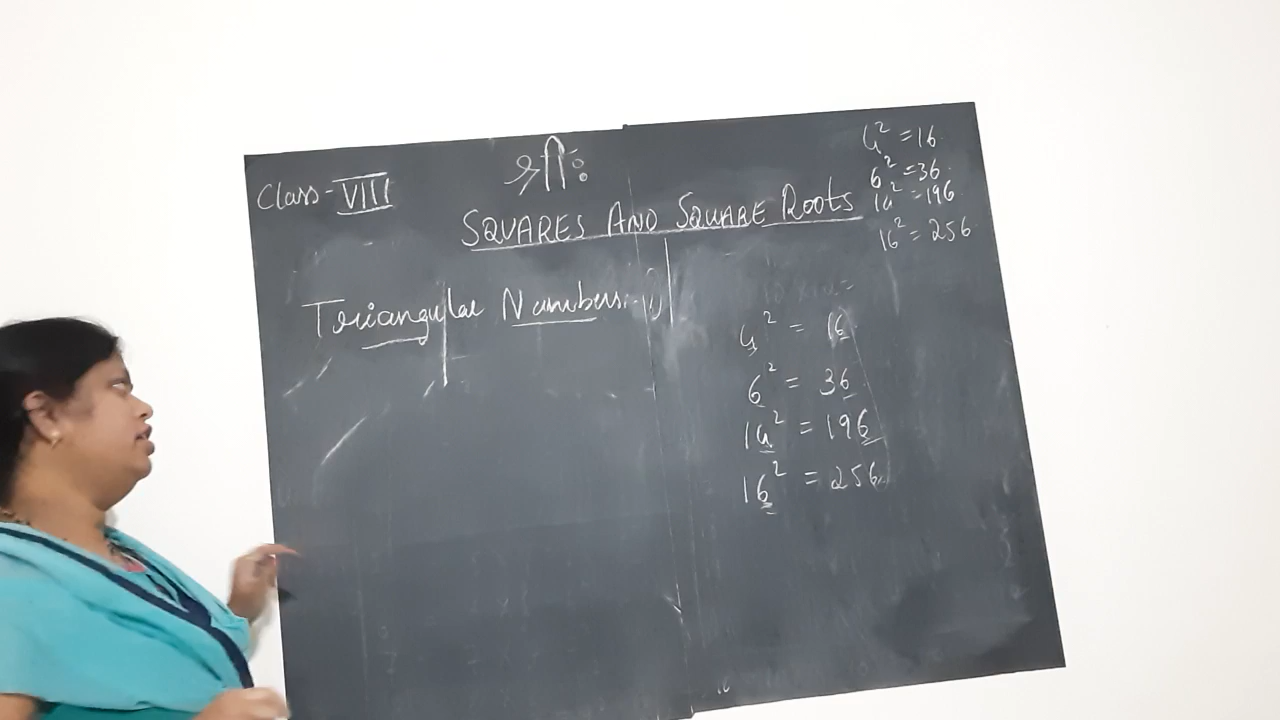 श्रीः
Class - VIII
SQUARES AND SQUARE ROOTS
4² = 16
6² = 36
14² = 196
16² = 256
Triangular Numbers:- (1)
4² = 16
6² = 36
14² = 196
16² = 256